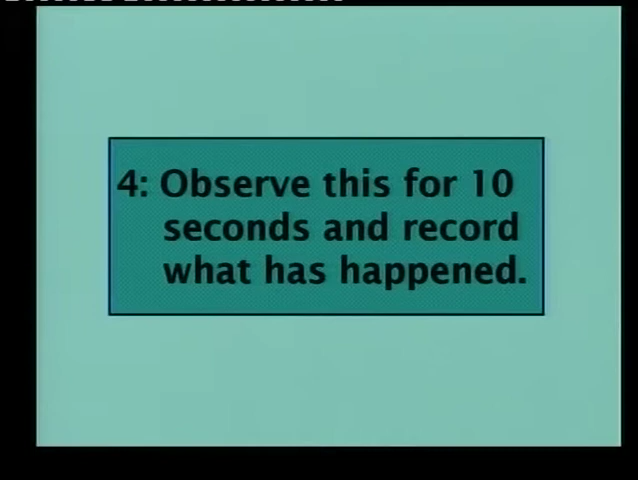 4: Observe this for 10
seconds and record
what has happened.